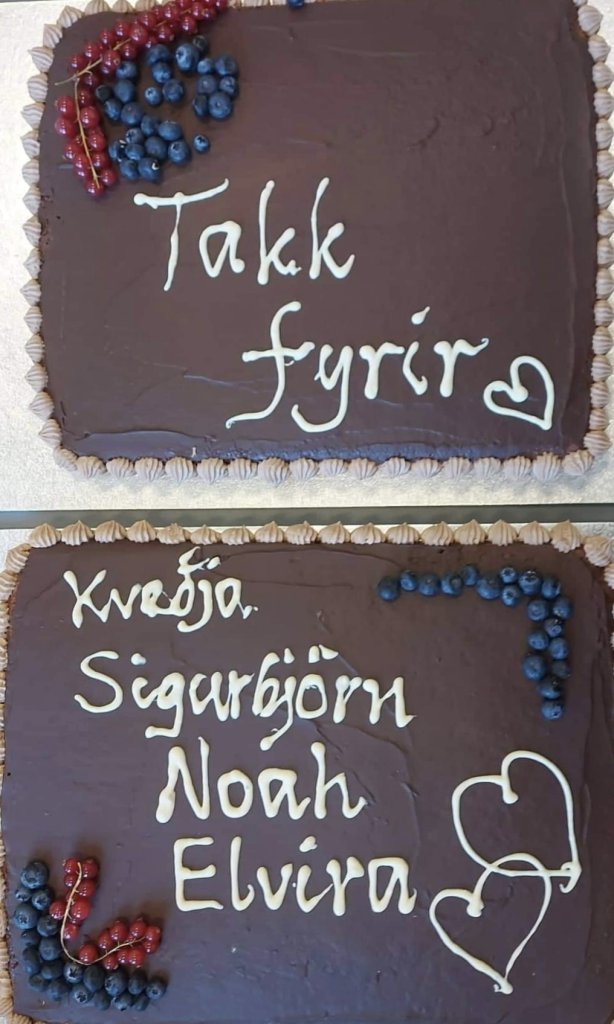 Takk
fyrir
Kveðja
Sigurbjörn
Noah
Elvira